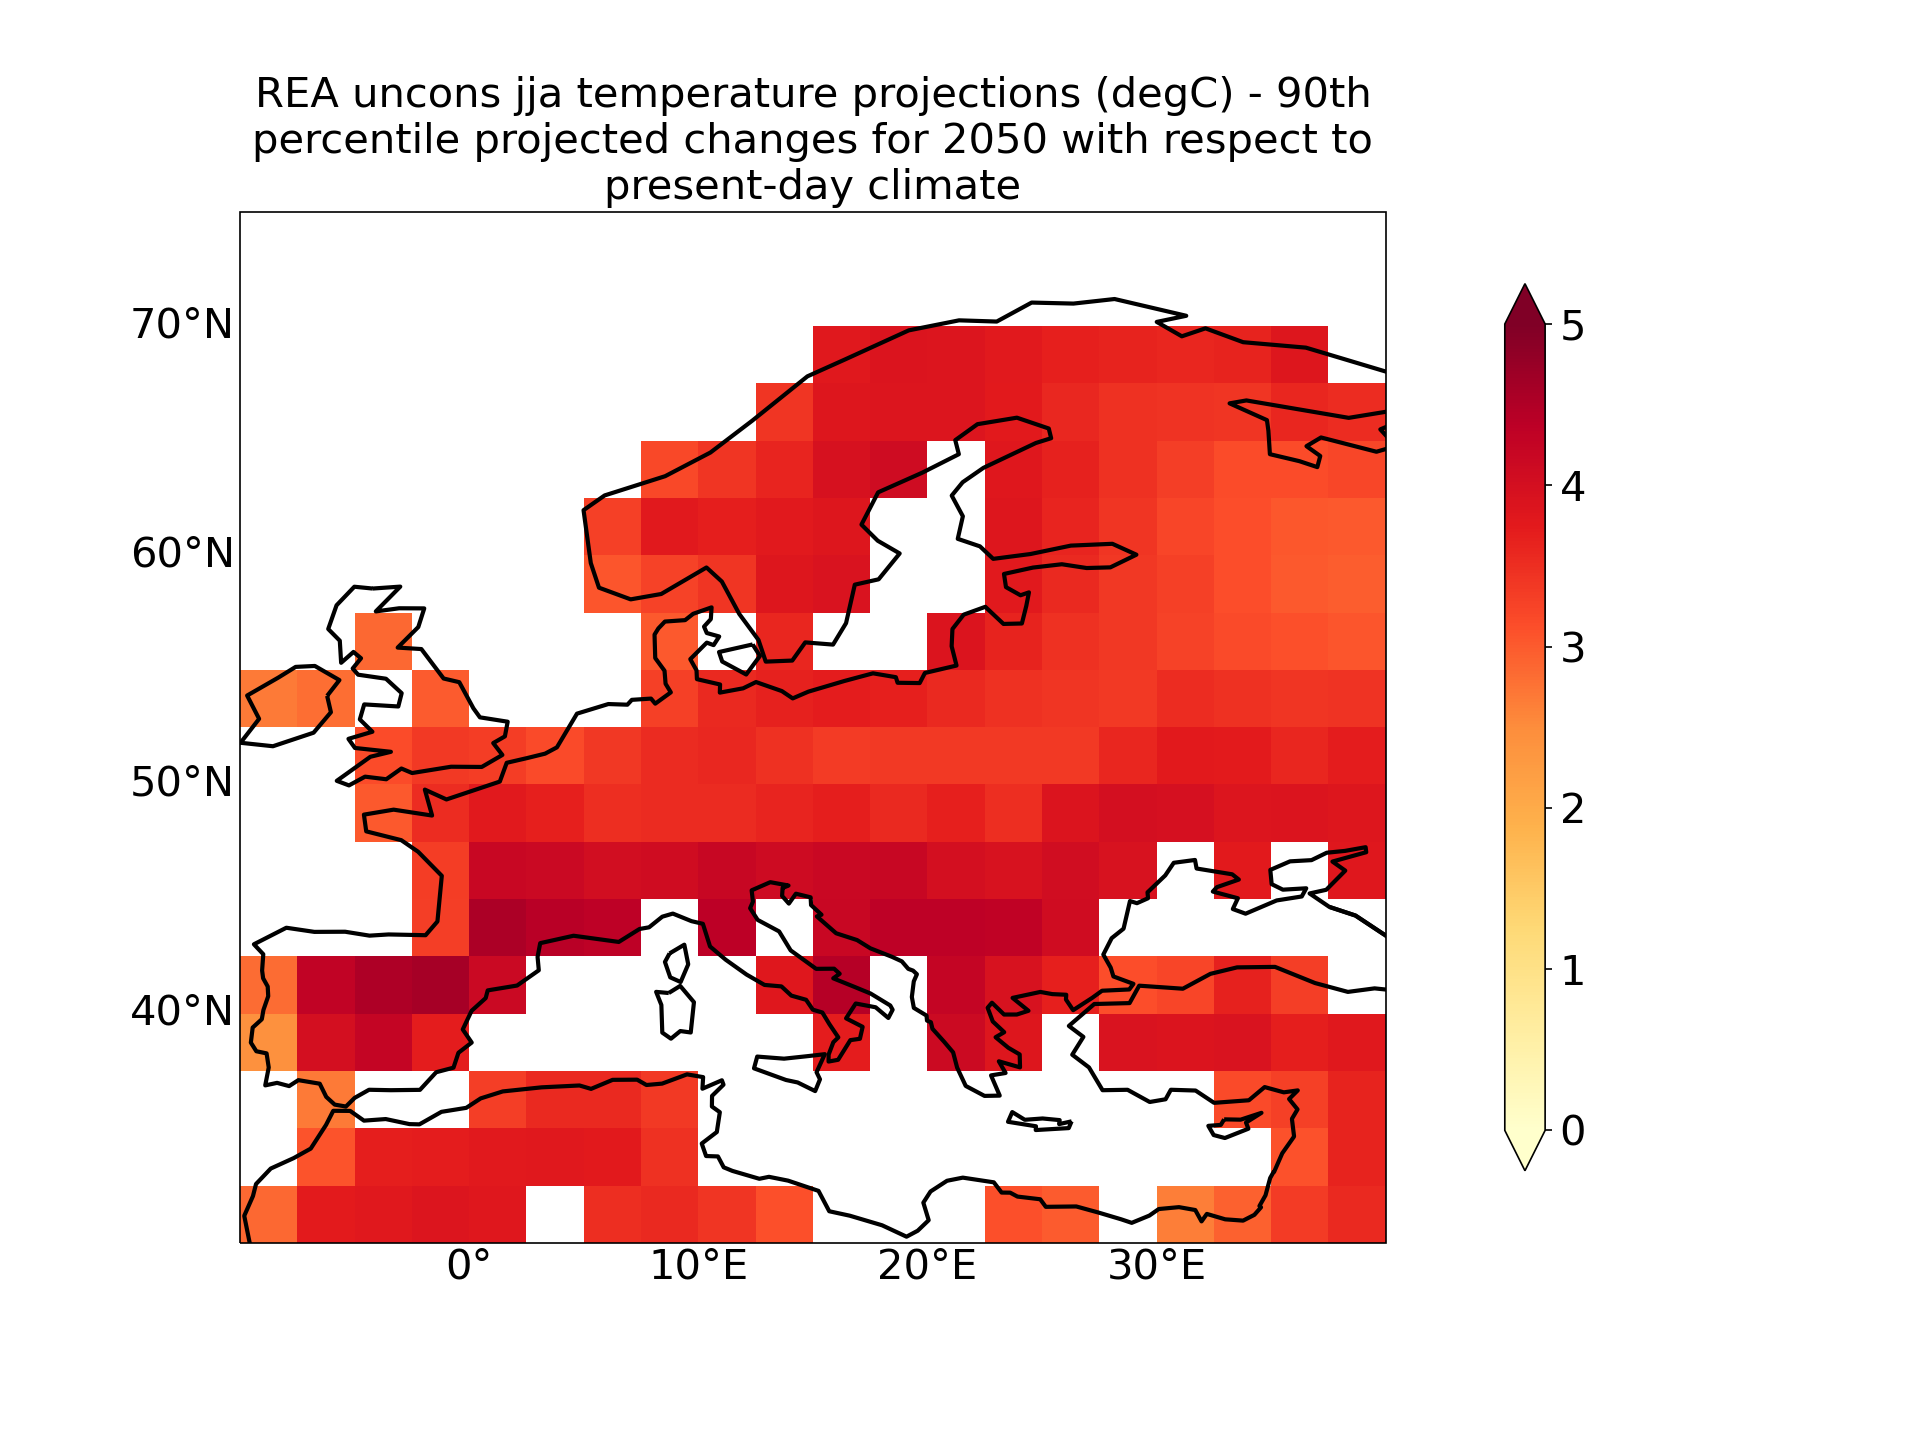 REA uncons jja temperature projections (degC) - 90th
percentile projected changes for 2050 with respect to
present-day climate
70°N
60°N
50°N
40°N
0°
10°E
20°E
30°E
5
4
3
2
1
0